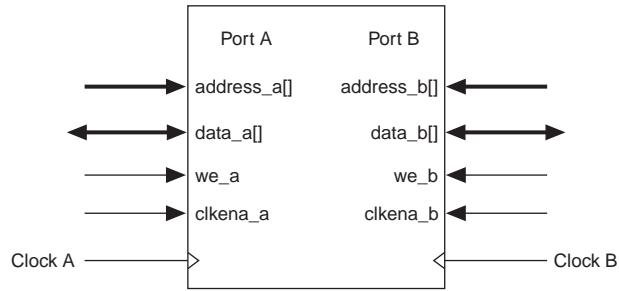 Port A Port B
address_a[] address_b[]
data_a[] data_b[]
we_a we_b
clkena_a clkena_b
Clock A Clock B